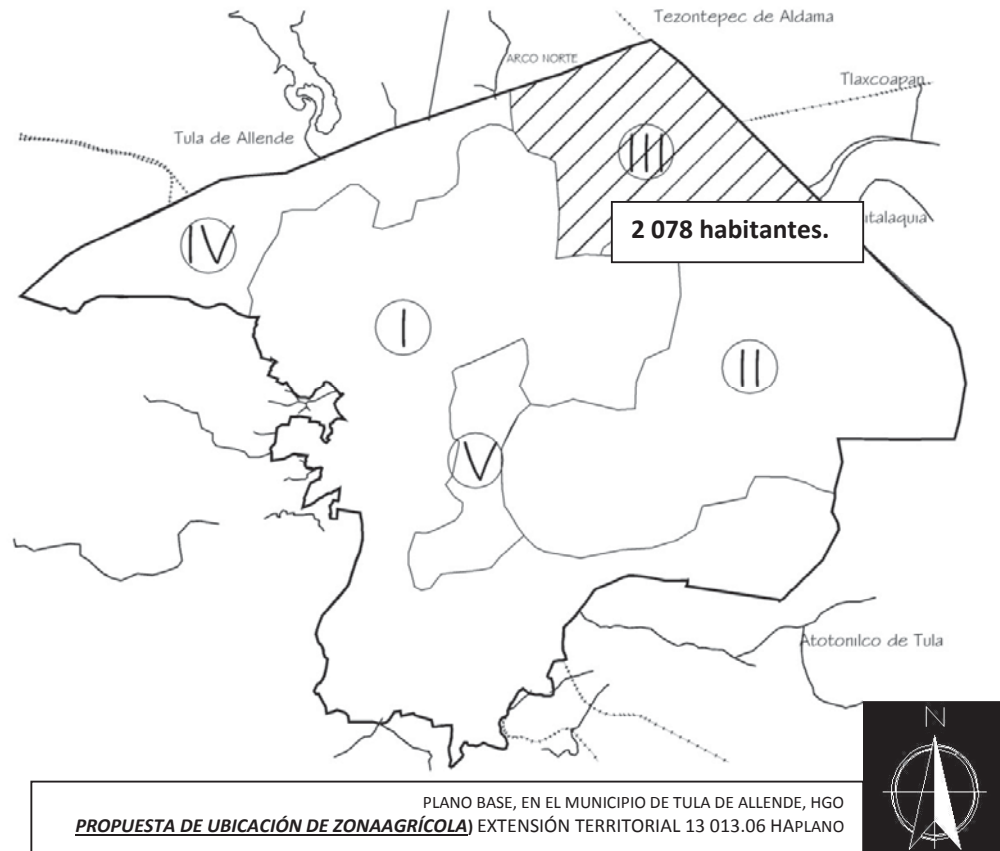 Tezontepec de Aldama
ARCO NORTE
Tlaxcoapan
Tula de Allende
III
italaquia
2 078 habitantes.
IV
I
II
V
Atotonilco de Tula
N
PLANO BASE, EN EL MUNICIPIO DE TULA DE ALLENDE, HGO
PROPUESTA DE UBICACIÓN DE ZONAAGRÍCOLA) EXTENSIÓN TERRITORIAL 13 013.06 HAPLANO